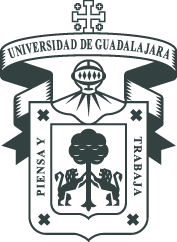 UNIVERSIDAD DE GUADALAJARA
PIENSA Y
TRABAJA